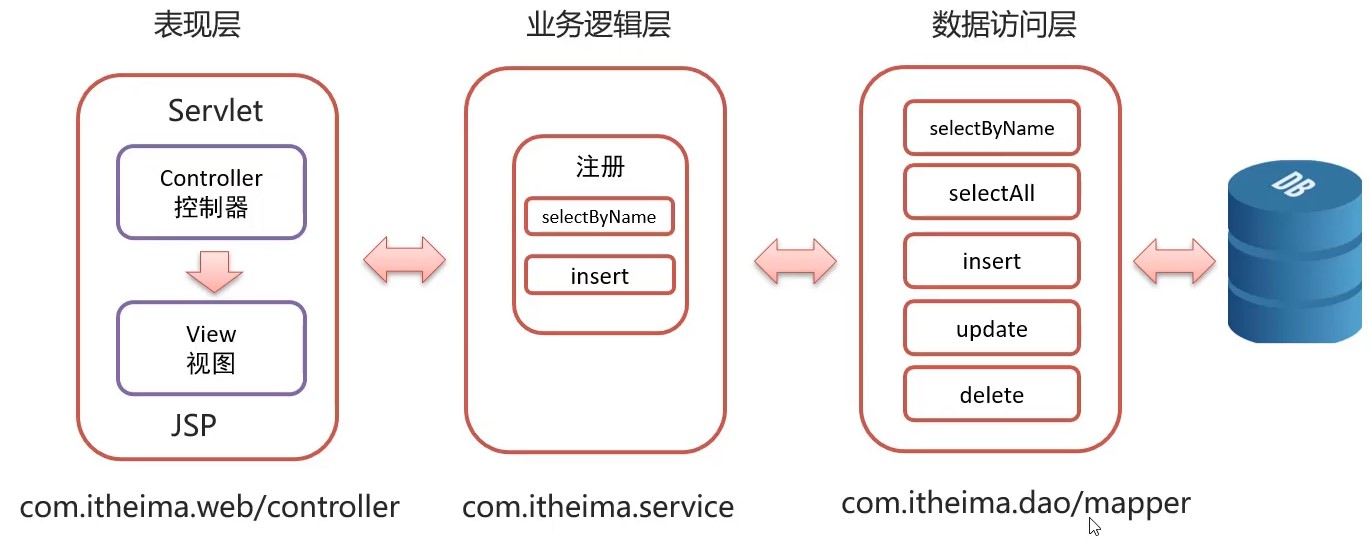 表现层
Servlet
Controller
控制器
View
视图
JSP
com.itheima.web/controller
业务逻辑层
注册
selectByName
insert
com.itheima.service
数据访问层
selectByName
selectAll
insert
update
delete
com.itheima.dao/mapper
DB